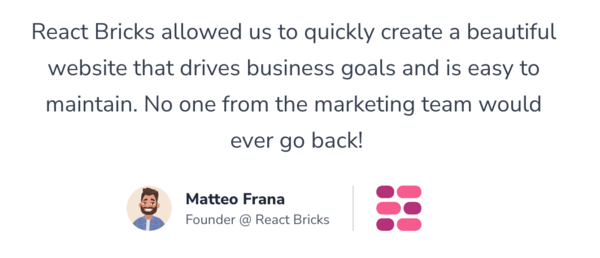 React Bricks allowed us to quickly create a beautiful
website that drives business goals and is easy to
maintain. No one from the marketing team would
ever go back!
Matteo Frana
Founder @ React Bricks